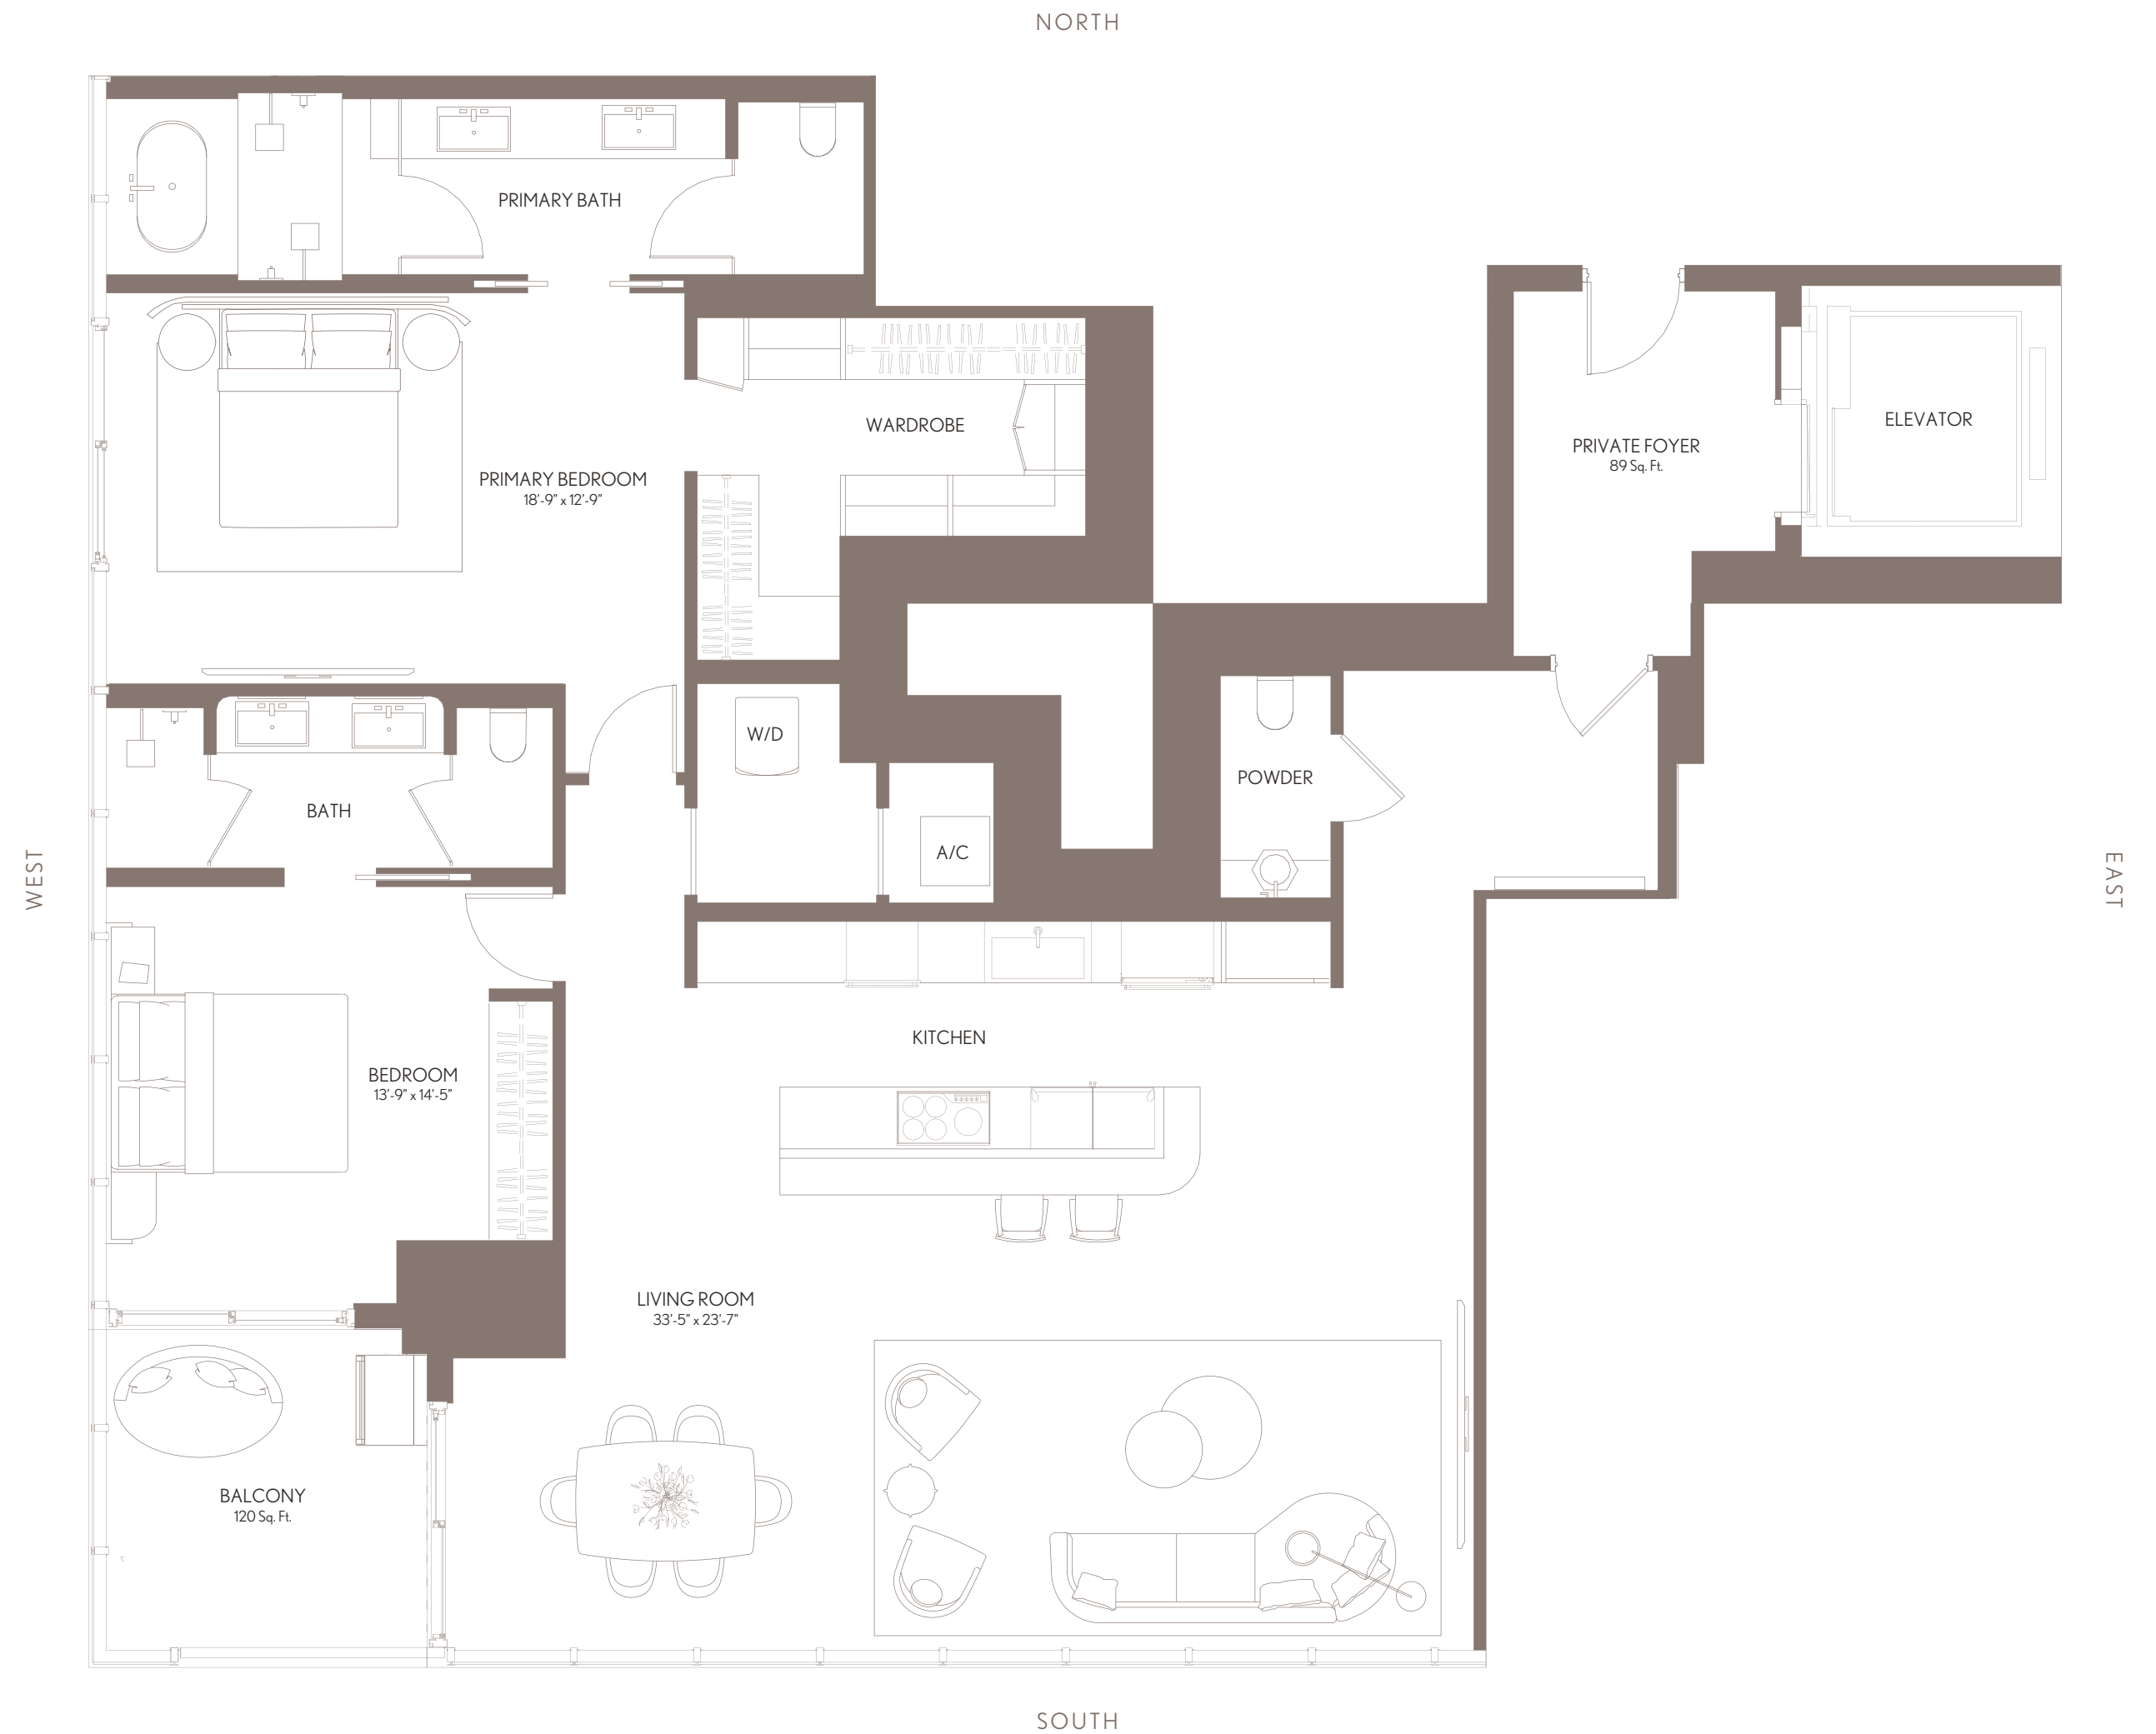 NORTH
PRIMARY BATH
WARDROBE
ELEVATOR
PRIVATE FOYER
89 Sq. Ft.
PRIMARY BEDROOM
18'-9" x 12'-9"
W/D
POWDER
BATH
A/C
WEST
EAST
KITCHEN
BEDROOM
13'-9" x 14'-5"
LIVING ROOM
33'-5" x 23'-7"
BALCONY
120 Sq. Ft.
SOUTH